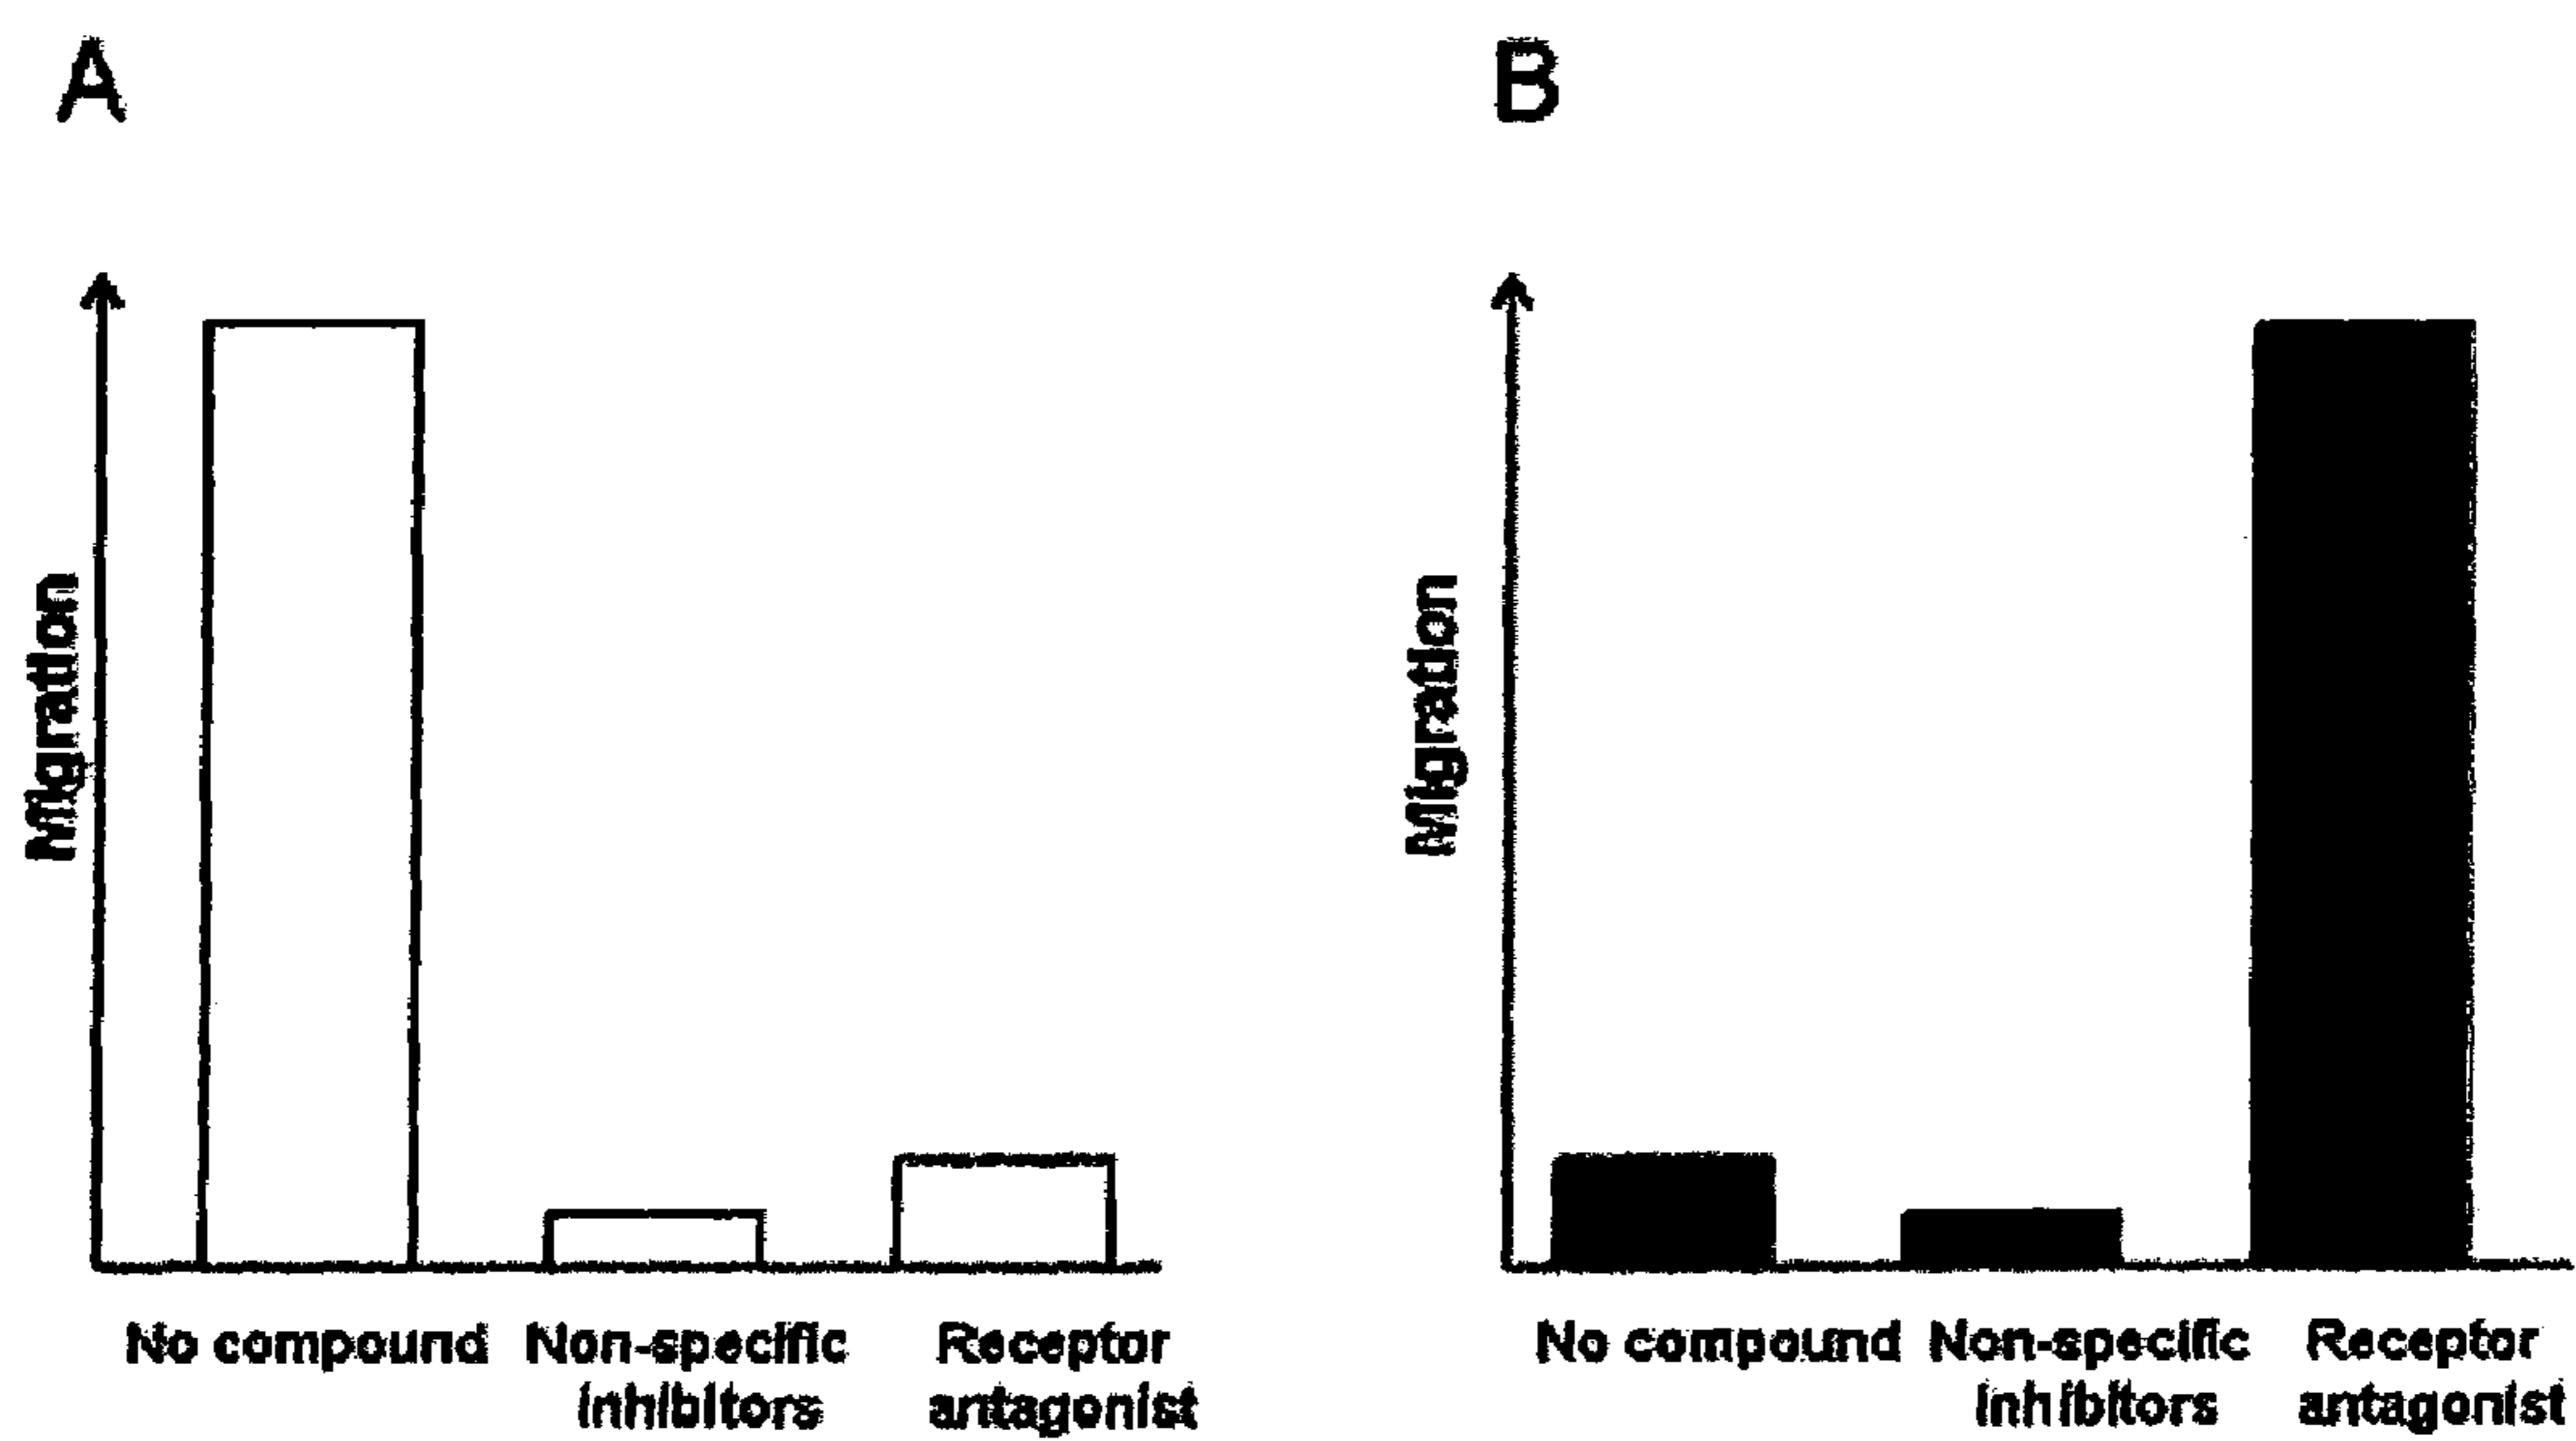 A
B
Migration
Migration
No compound
Non-specific
inhibitors
Receptor
antagonist
No compound
Non-specific
inhibitors
Receptor
antagonist